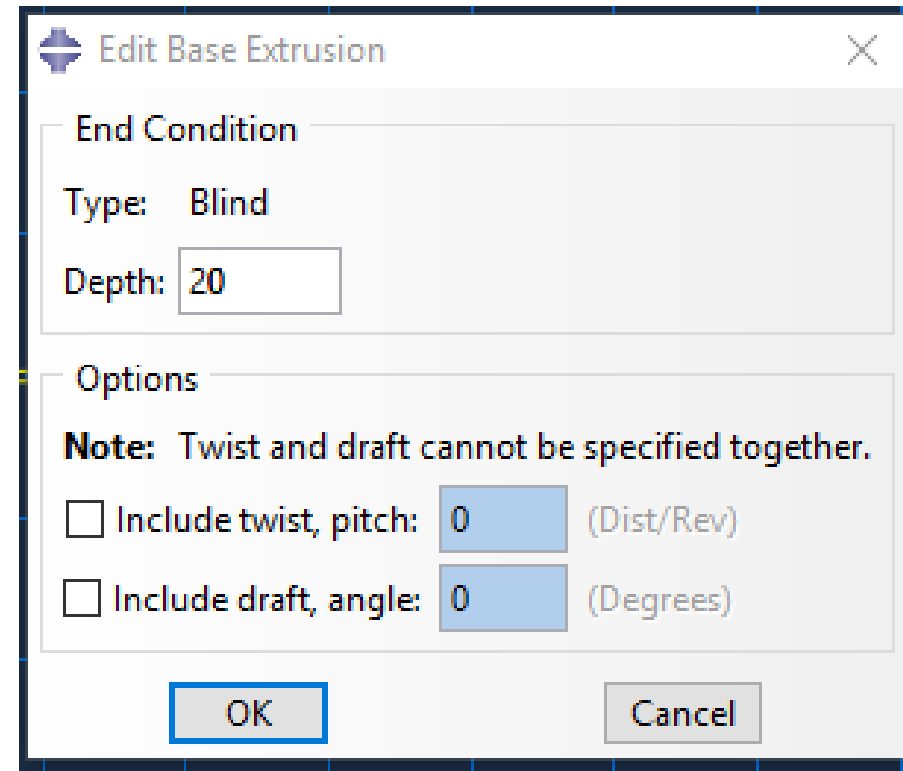 Edit Base Extrusion
End Condition
Type: Blind
Depth: 20
Options
Note: Twist and draft cannot be specified together.
Include twist, pitch: 0 (Dist/Rev)
Include draft, angle: 0 (Degrees)
OK Cancel